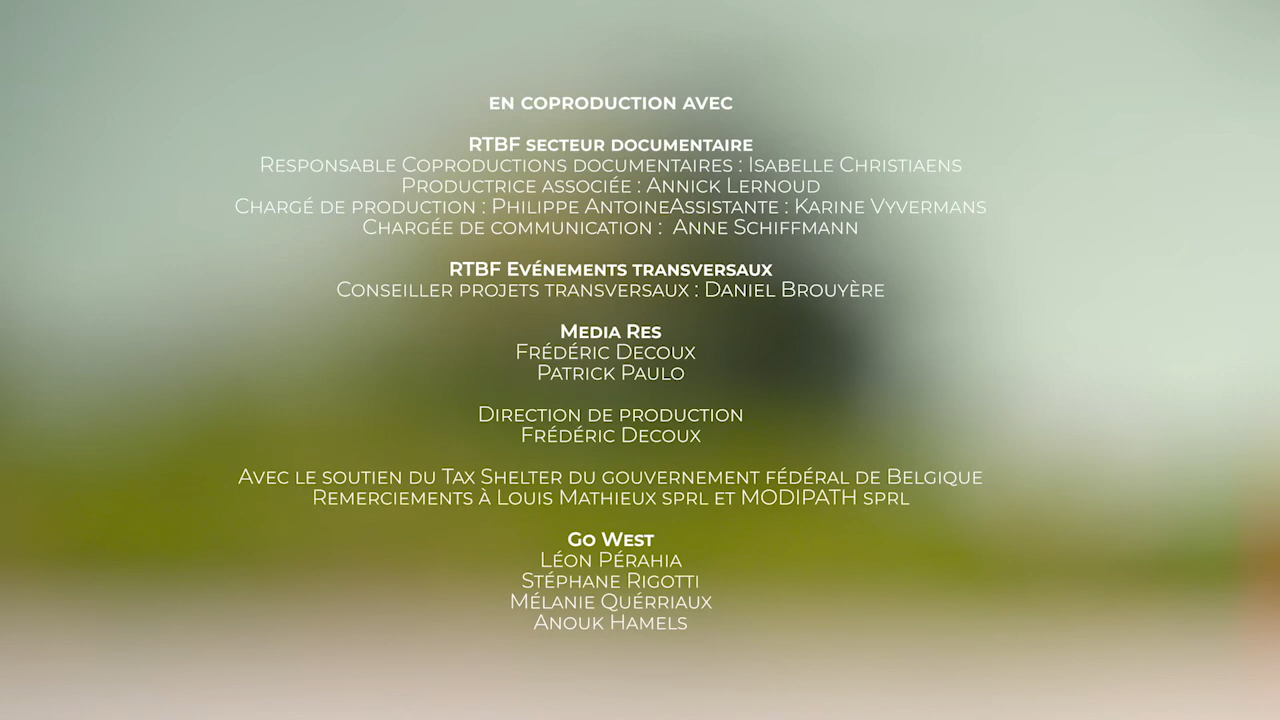 EN COPRODUCTION AVEC
RTBF SECTEUR DOCUMENTAIRE
RESPONSABLE COPRODUCTIONS DOCUMENTAIRES : ISABELLE CHRISTIAENS
PRODUCTRICE ASSOCIÉE : ANNICK LERNOUD
CHARGÉ DE PRODUCTION : PHILIPPE ANTOINEASSISTANTE : KARINE VYVERMANS
CHARGÉE DE COMMUNICATION : ANNE SCHIFFMANN
RTBF EVÉNEMENTS TRANSVERSAUX
CONSEILLER PROJETS TRANSVERSAUX : DANIEL BROUYÈRE
MEDIA RES
FRÉDÉRIC DECOUX
PATRICK PAULO
DIRECTION DE PRODUCTION
FRÉDÉRIC DECOUX
AVEC LE SOUTIEN DU TAX SHELTER DU GOUVERNEMENT FÉDÉRAL DE BELGIQUE
REMERCIEMENTS À LOUIS MATHIEUX SPRL ET MODIPATH SPRL
GO WEST
LÉON PÉRAHIA
STÉPHANE RIGOTTI
MÉLANIE QUÉRRIAUX
ANOUK HAMELS